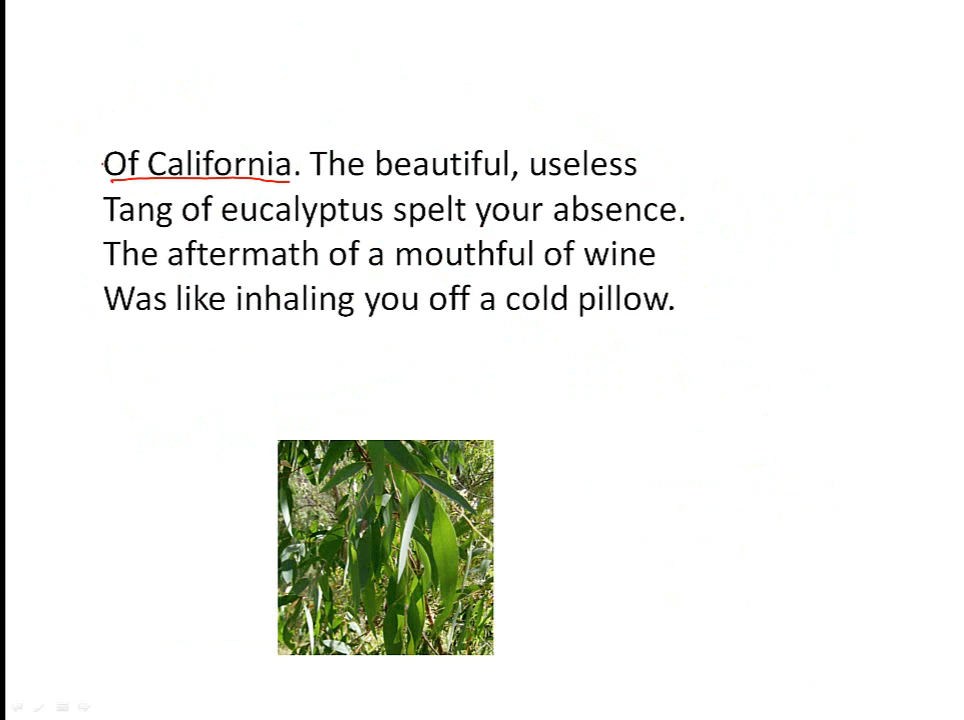 Of California. The beautiful, useless
Tang of eucalyptus spelt your absence.
The aftermath of a mouthful of wine
Was like inhaling you off a cold pillow.